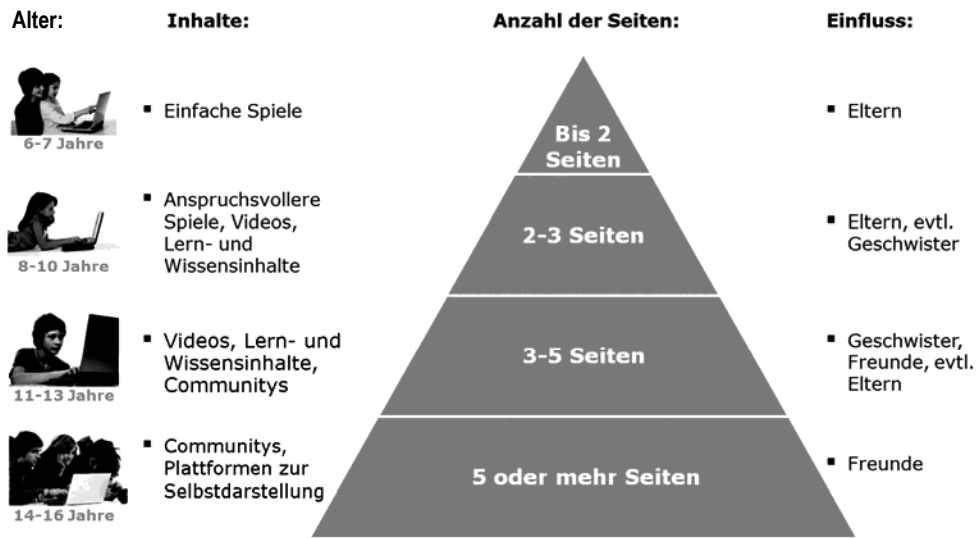 Alter: Inhalte: Anzahl der Seiten: Einfluss:
6-7 Jahre
▪ Einfache Spiele
Bis 2
Seiten
▪ Eltern
8-10 Jahre
▪ Anspruchsvollere
Spiele, Videos,
Lern- und
Wissensinhalte
2-3 Seiten
▪ Eltern, evtl.
Geschwister
11-13 Jahre
▪ Videos, Lern- und
Wissensinhalte,
Communitys
3-5 Seiten
▪ Geschwister,
Freunde, evtl.
Eltern
14-16 Jahre
▪ Communitys,
Plattformen zur
Selbstdarstellung
5 oder mehr Seiten
▪ Freunde